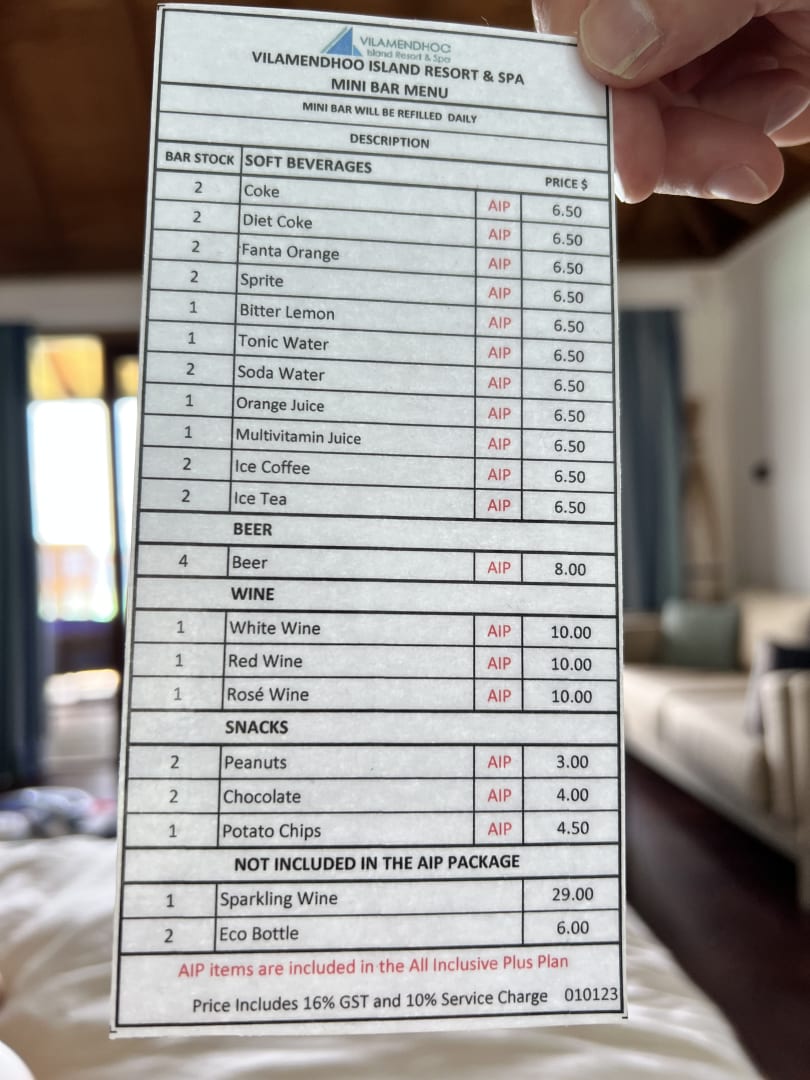 VILAMENDHOO
Island Resort & Spa
VILAMENDHOO ISLAND RESORT & SPA
MINI BAR MENU
MINI BAR WILL BE REFILLED DAILY
DESCRIPTION
BAR STOCK SOFT BEVERAGES PRICE $
2 Coke AIP 6.50
2 Diet Coke AIP 6.50
2 Fanta Orange AIP 6.50
2 Sprite AIP 6.50
1 Bitter Lemon AIP 6.50
1 Tonic Water AIP 6.50
2 Soda Water AIP 6.50
1 Orange Juice AIP 6.50
1 Multivitamin Juice AIP 6.50
2 Ice Coffee AIP 6.50
2 Ice Tea AIP 6.50
BEER
4 Beer AIP 8.00
WINE
1 White Wine AIP 10.00
1 Red Wine AIP 10.00
1 Rosé Wine AIP 10.00
SNACKS
2 Peanuts AIP 3.00
2 Chocolate AIP 4.00
1 Potato Chips AIP 4.50
NOT INCLUDED IN THE AIP PACKAGE
1 Sparkling Wine 29.00
2 Eco Bottle 6.00
AIP items are included in the All Inclusive Plus Plan
Price Includes 16% GST and 10% Service Charge 010123